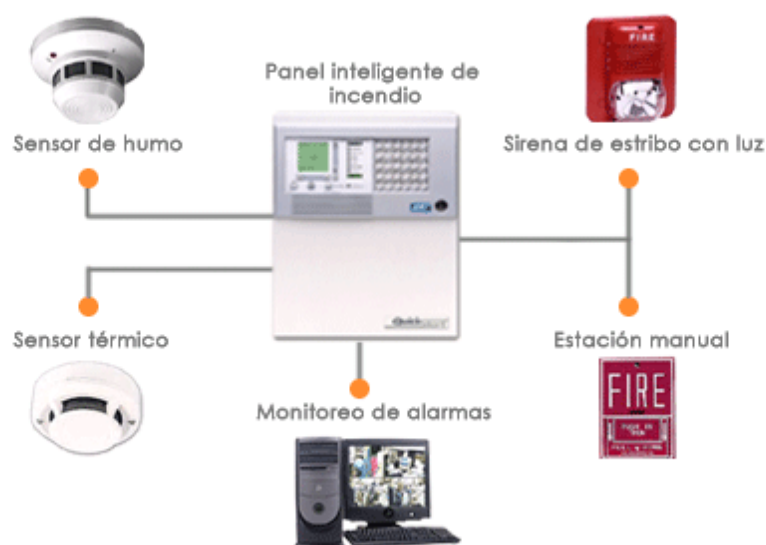 FIRE
Panel inteligente de
incendio
Sensor de humo
Sirena de estribo con luz
Sensor térmico
Estación manual
FIRE
Monitoreo de alarmas